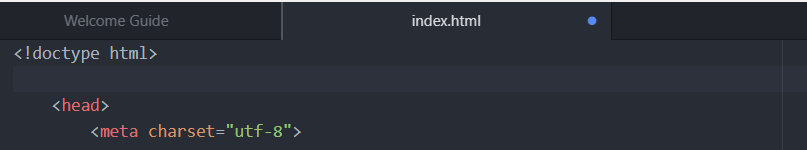 Welcome Guide
index.html
<!doctype html>
<head>
<meta charset="utf-8">